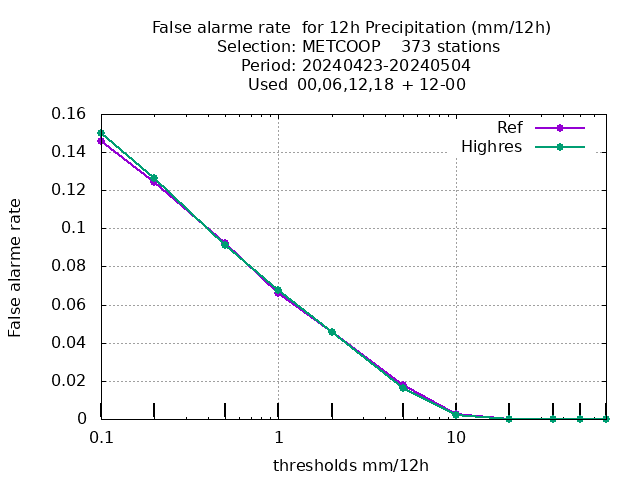 False alarme rate  for 12h Precipitation (mm/12h)
Selection: METCOOP    373 stations
Period: 20240423-20240504
Used 00,06,12,18 + 12-00
Ref
Highres
False alarme rate
0.16
0.14
0.12
0.1
0.08
0.06
0.04
0.02
0
0.1 1 10
thresholds mm/12h